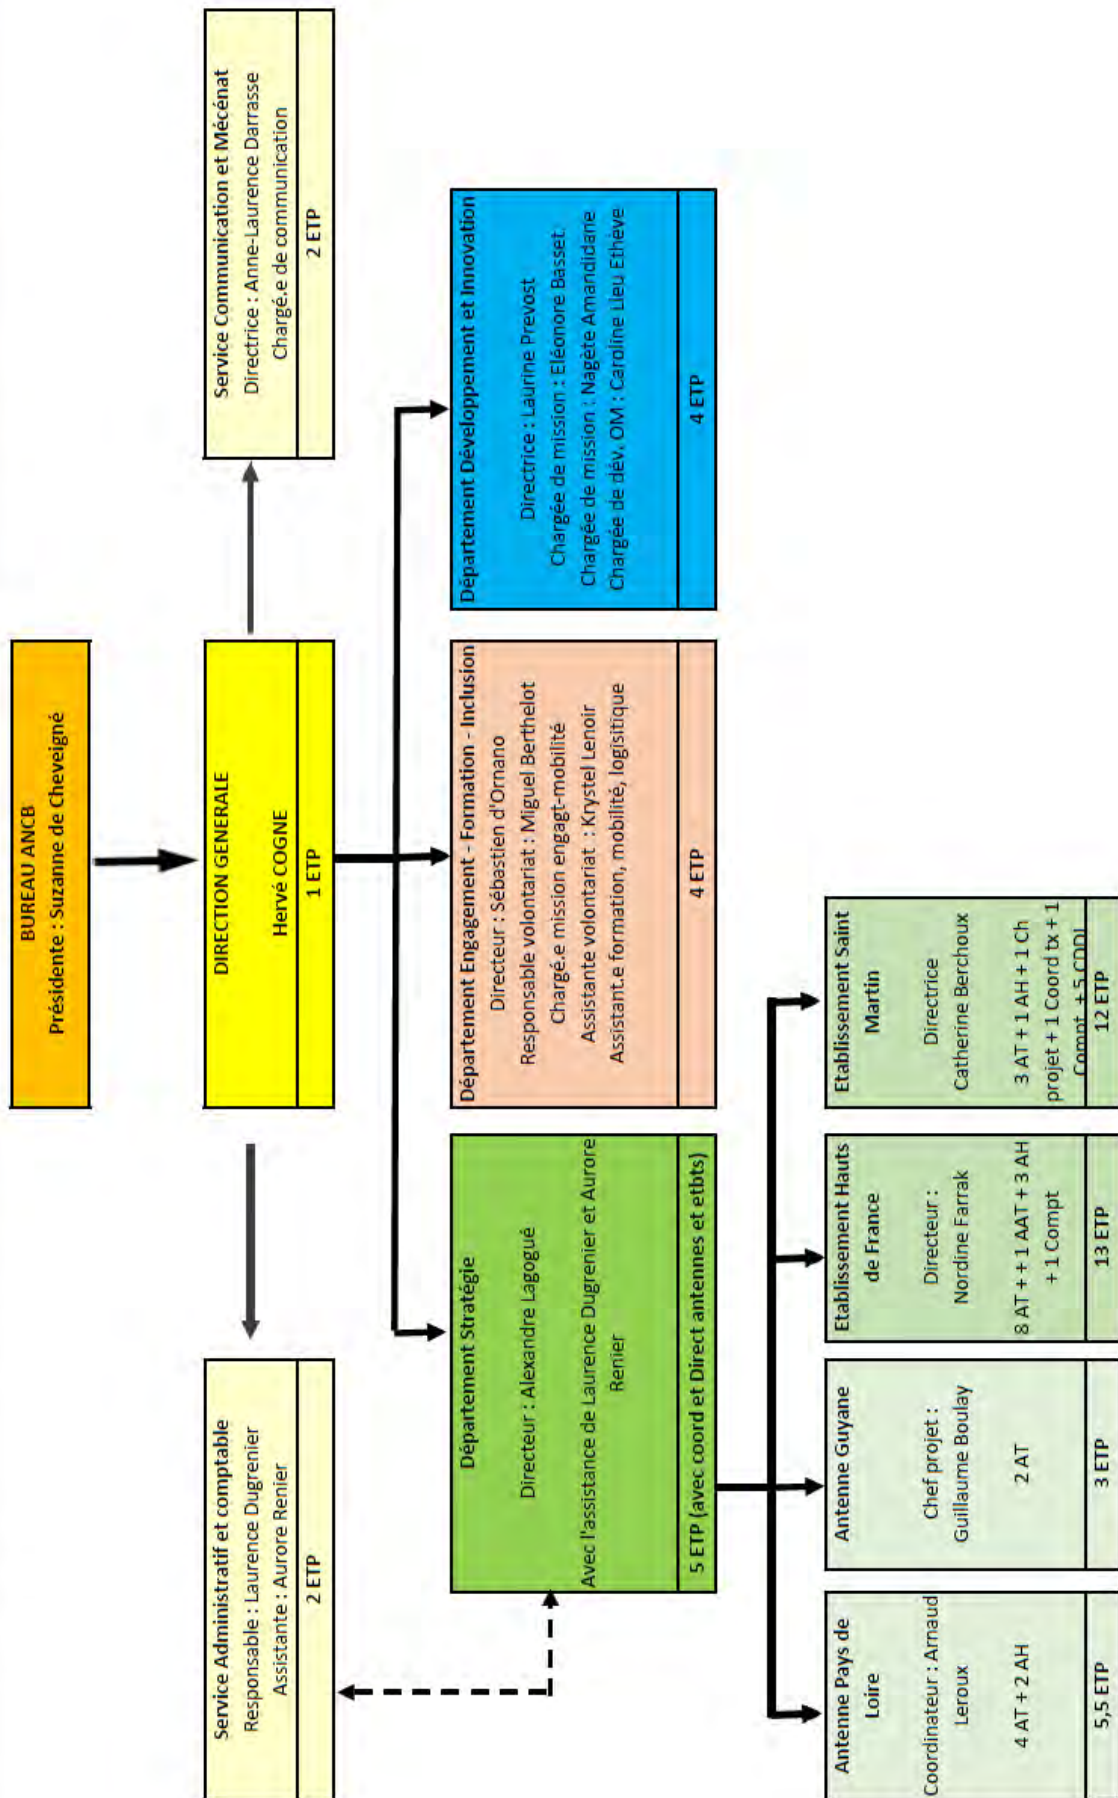 BUREAU ANCB
Présidente : Suzanne de Cheveigné
Service Administratif et comptable
Responsable : Laurence Dugrenier
Assistante : Aurore Renier
2 ETP
DIRECTION GENERALE
Hervé COGNE
1 ETP
Service Communication et Mécénat
Directrice : Anne-Laurence Darrasse
Chargé.e de communication
2 ETP
Département Stratégie
Directeur : Alexandre Lagogué
Avec l'assistance de Laurence Dugrenier et Aurore
Renier
5 ETP (avec coord et Direct antennes et etbts)
Département Engagement - Formation - Inclusion
Directeur : Sébastien d'Ornano
Responsable volontariat : Miguel Berthelot
Chargé.e mission engagt-mobilité
Assistante volontariat : Krystel Lenoir
Assistant.e formation, mobilité, logisitique
4 ETP
Département Développement et Innovation
Directrice : Laurine Prevost
Chargée de mission : Eléonore Basset
Chargée de mission : Nagète Amandidane
Chargée de dév. OM : Caroline Lieu Ethève
4 ETP
Antenne Pays de
Loire
Coordinateur : Arnaud
Leroux
4 AT + 2 AH
5,5 ETP
Antenne Guyane
Chef projet :
Guillaume Boulay
2 AT
3 ETP
Etablissement Hauts
de France
Directeur :
Nordine Farrak
8 AT + + 1 AAT + 3 AH
+ 1 Compt
13 ETP
Etablissement Saint
Martin
Directrice
Catherine Berchoux
3 AT + 1 AH + 1 Ch
projet + 1 Coord tx + 1
Compt + 5 CDDI
12 ETP